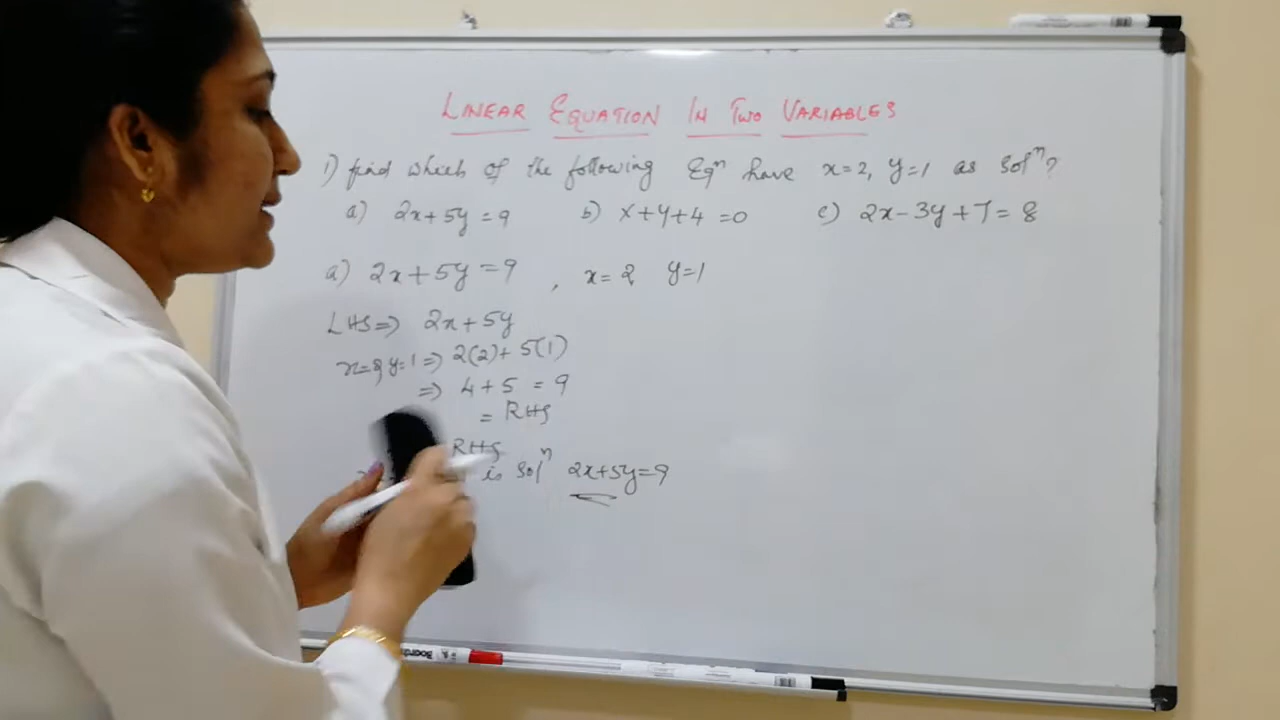 LINEAR EQUATION IN TWO VARIABLES
1) find which of the following Eqⁿ have x=2, y=1 as Solⁿ?
a) 2x+5y=9 b) x+y+4=0 c) 2x-3y+7=8
a) 2x+5y=9, x=2 y=1
LHS=> 2x+5y
y=1 => 2(2)+5(1)
=> 4+5 = 9
= RHS
RHS
is Solⁿ 2x+5y=9
Board